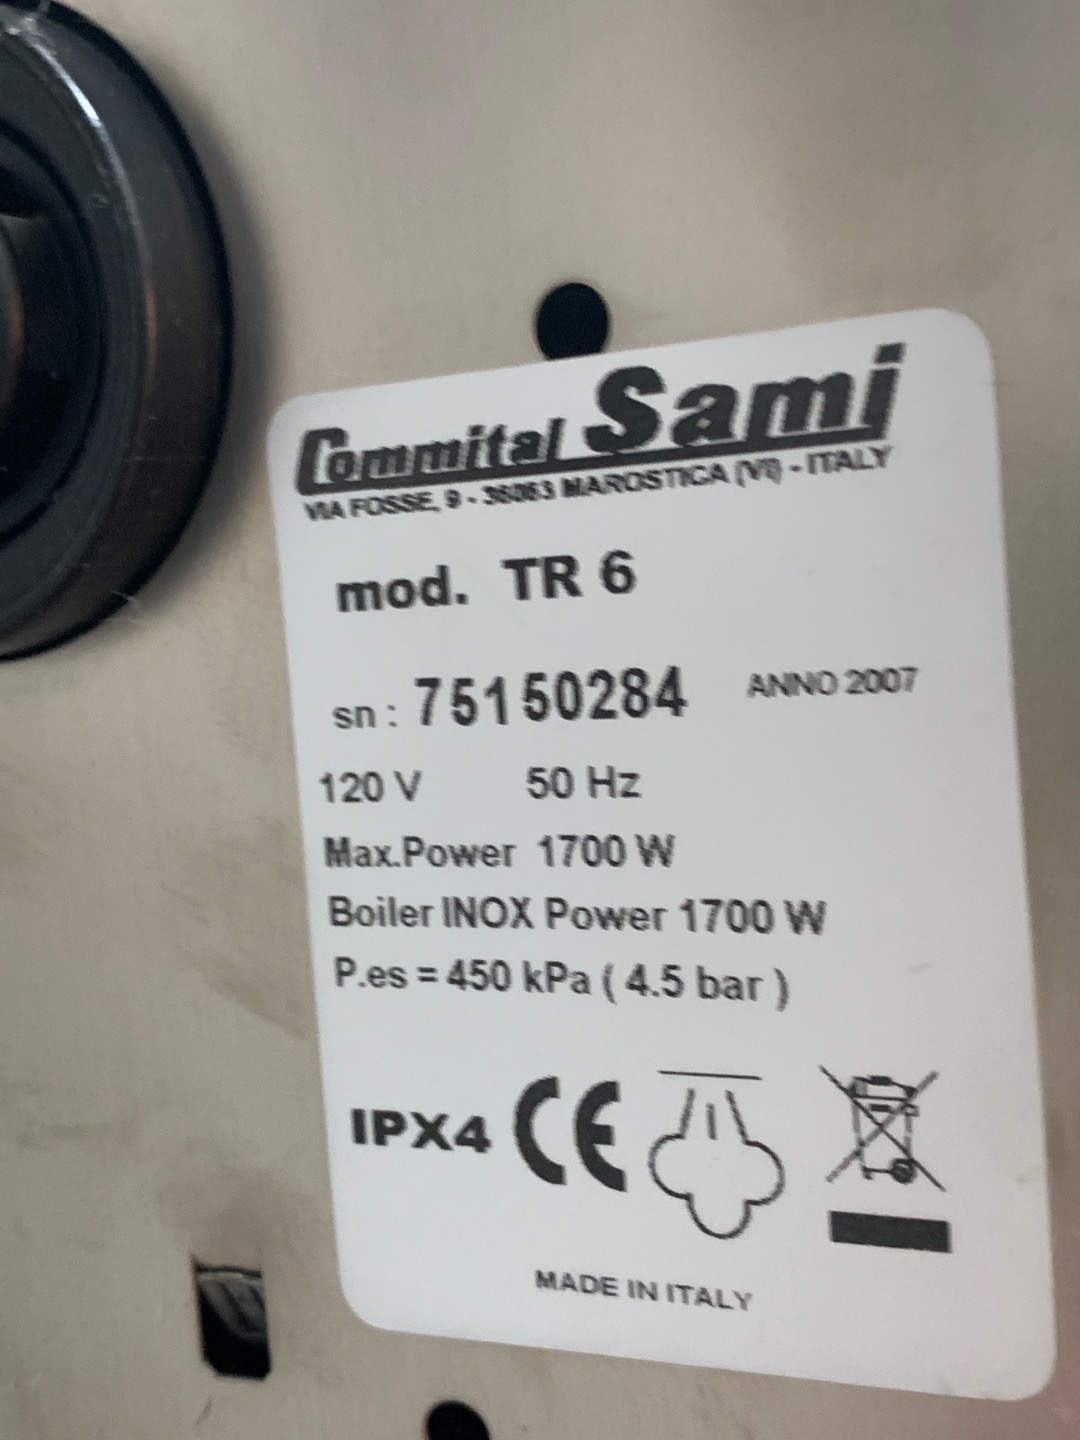 Commital Sami
VIA FOSSE, 9 - 36063 MAROSTICA (VI) - ITALY
mod. TR 6
sn : 75150284 ANNO 2007
120 V 50 Hz
Max.Power 1700 W
Boiler INOX Power 1700 W
P.es = 450 kPa ( 4.5 bar )
IPX4 CE
MADE IN ITALY